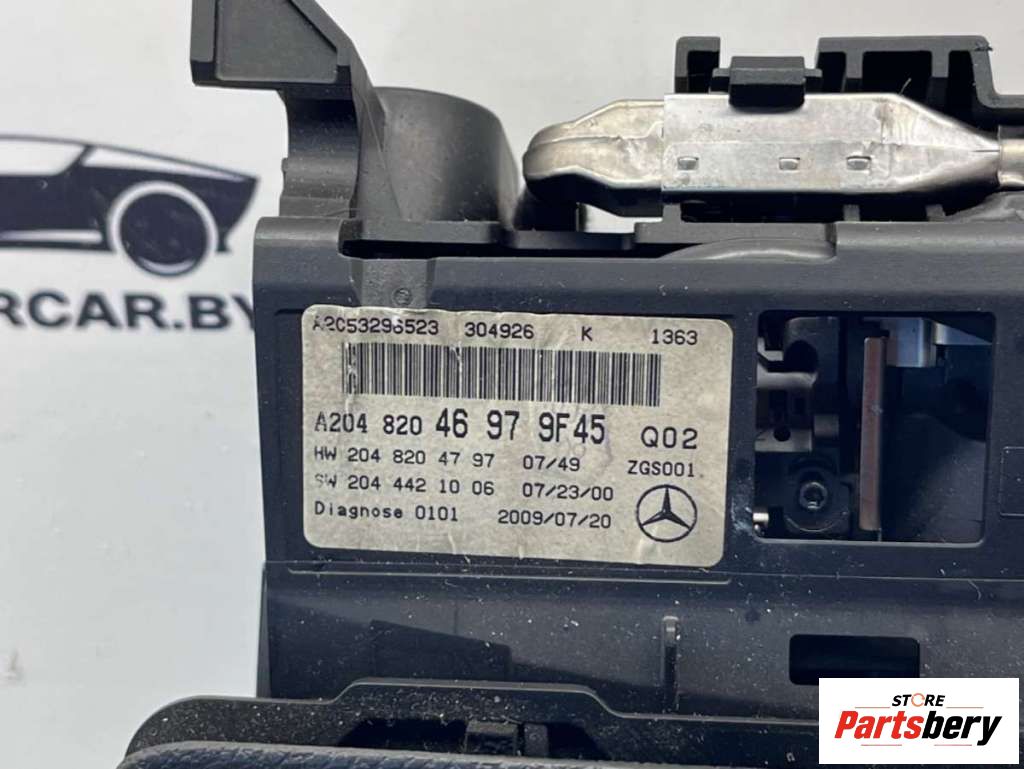 RCAR.BY
A2C53296523 304926 K 1363
A204 820 46 97 9F45 Q02
HW 204 820 47 97 07/49 ZGS001
SW 204 442 10 06 07/23/00
Diagnose 0101 2009/07/20
STORE
Partsbery